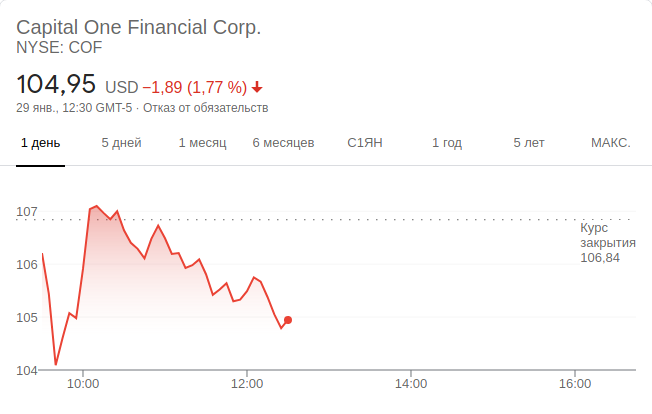 Capital One Financial Corp.
NYSE: COF
104,95 USD −1,89 (1,77 %)
29 янв., 12:30 GMT-5 · Отказ от обязательств
1 день 5 дней 1 месяц 6 месяцев С1ЯН 1 год 5 лет МАКС.
107
Курс
закрытия
106,84
106
105
104
10:00 12:00 14:00 16:00